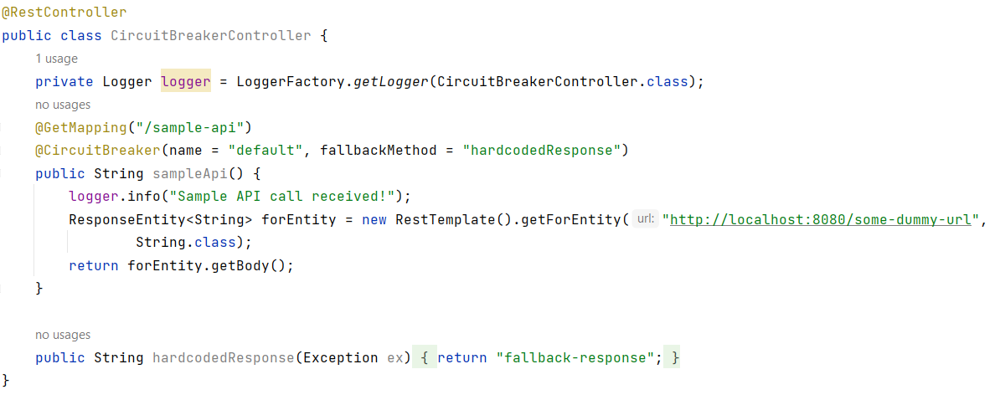 @RestController
public class CircuitBreakerController {
1 usage
private Logger logger = LoggerFactory.getLogger(CircuitBreakerController.class);
no usages
@GetMapping("/sample-api")
@CircuitBreaker(name = "default", fallbackMethod = "hardcodedResponse")
public String sampleApi() {
logger.info("Sample API call received!");
ResponseEntity<String> forEntity = new RestTemplate().getForEntity( url: "http://localhost:8080/some-dummy-url",
String.class);
return forEntity.getBody();
}
no usages
public String hardcodedResponse(Exception ex) { return "fallback-response"; }
}